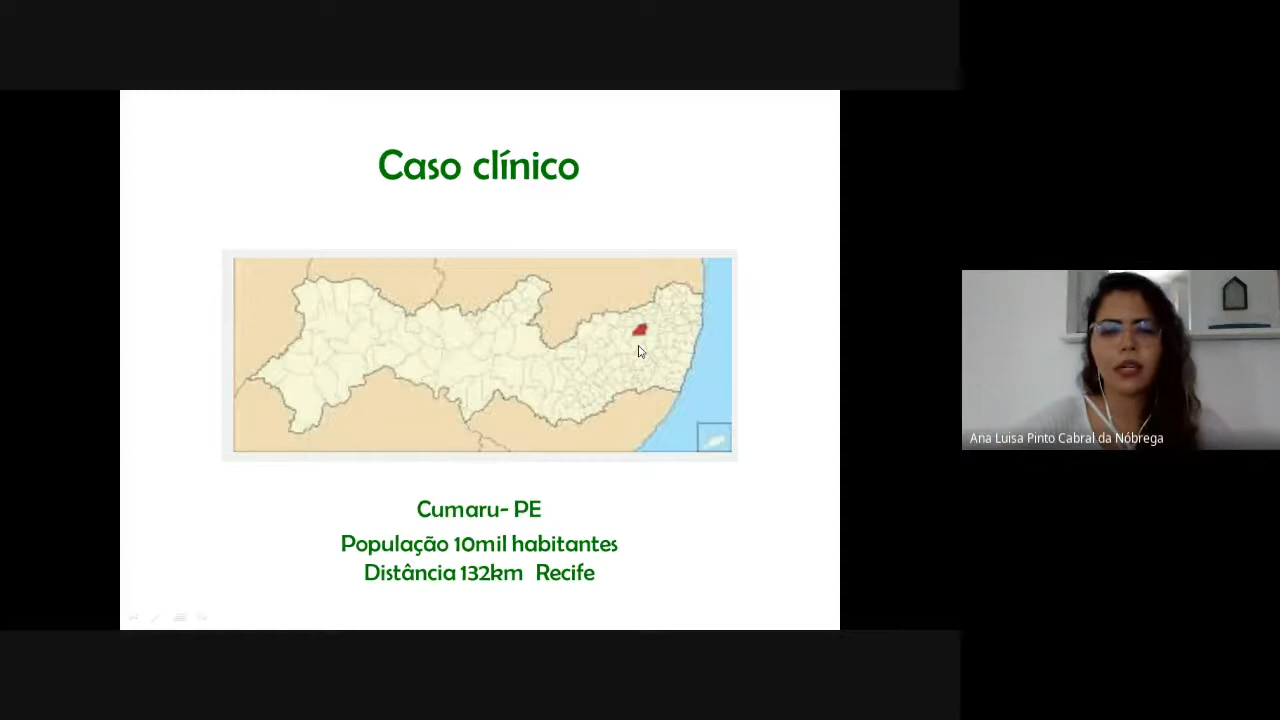 Caso clínico
Cumaru- PE
População 10mil habitantes
Distância 132km Recife
Ana Luisa Pinto Cabral da Nóbrega